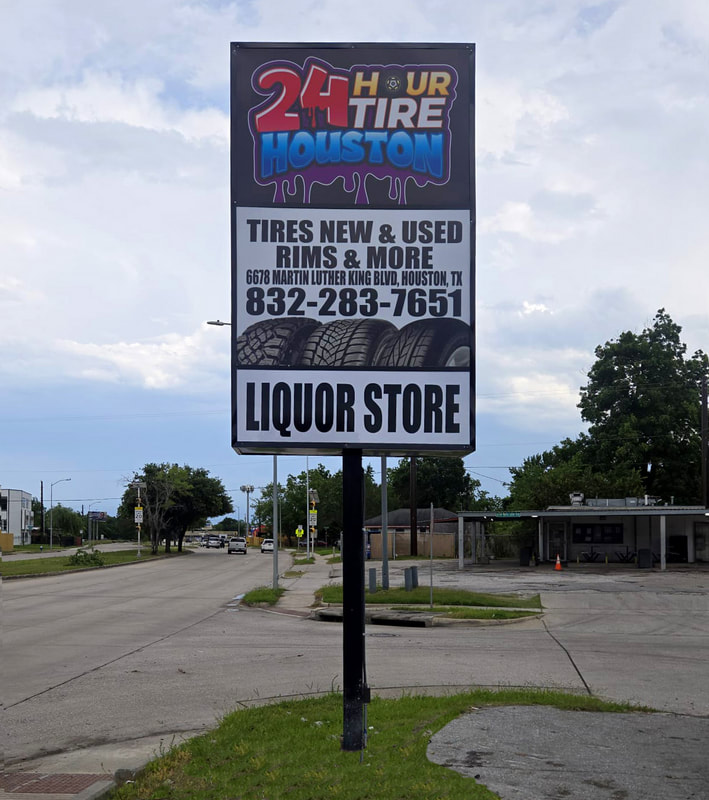 24 HOUR
TIRE
HOUSTON
TIRES NEW & USED
RIMS & MORE
6678 MARTIN LUTHER KING BLVD, HOUSTON, TX
832-283-7651
LIQUOR STORE